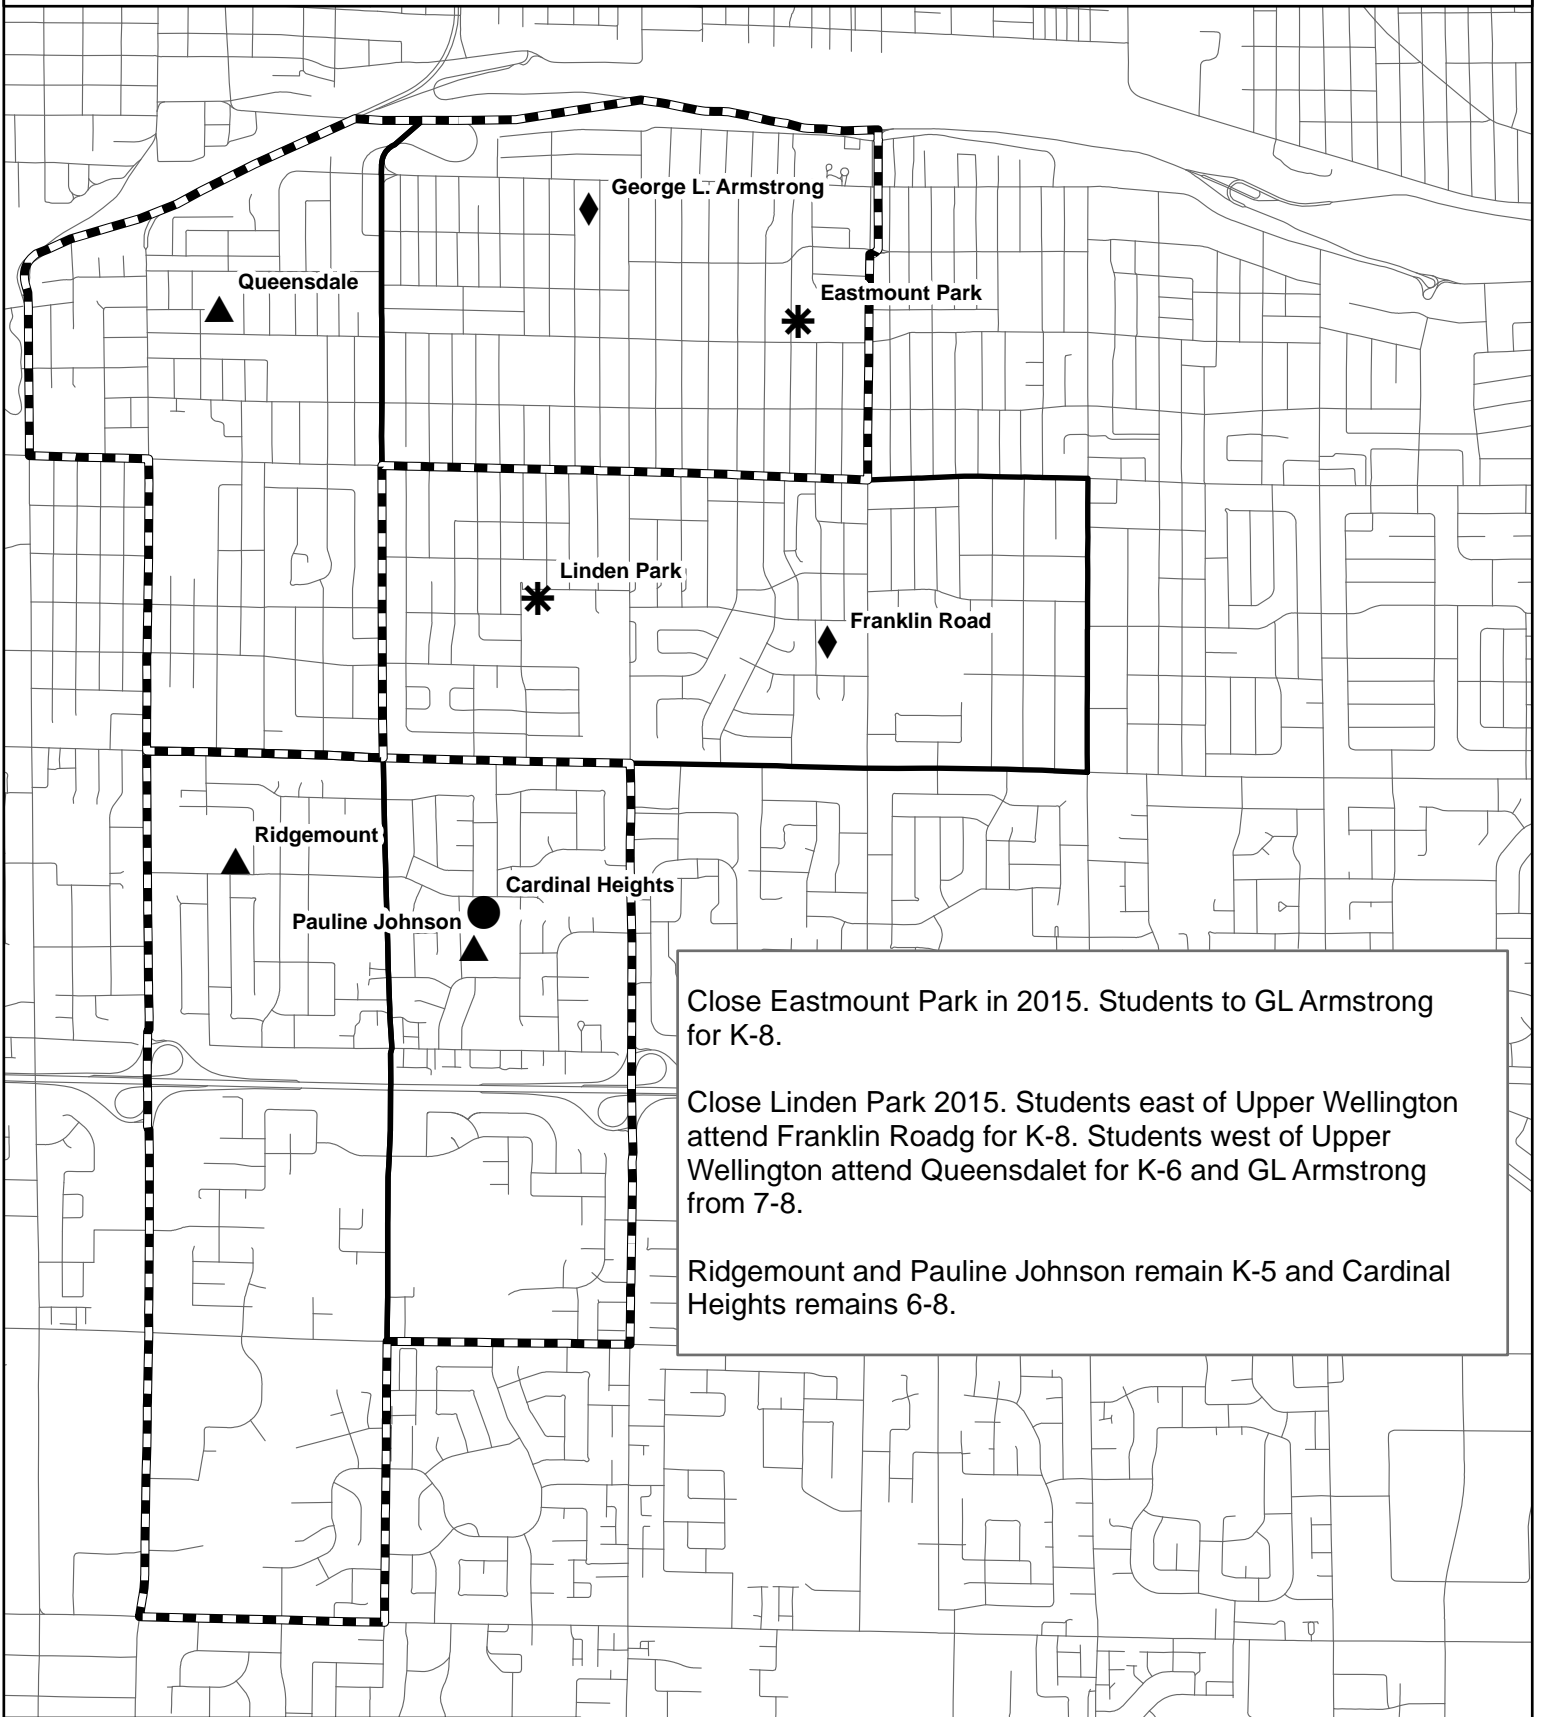 George L. Armstrong
Queensdale
Eastmount Park
Linden Park
Franklin Road
Ridgemount
Cardinal Heights
Pauline Johnson
Close Eastmount Park in 2015. Students to GL Armstrong
for K-8.
Close Linden Park 2015. Students east of Upper Wellington
attend Franklin Roadg for K-8. Students west of Upper
Wellington attend Queensdalet for K-6 and GL Armstrong
from 7-8.
Ridgemount and Pauline Johnson remain K-5 and Cardinal
Heights remains 6-8.